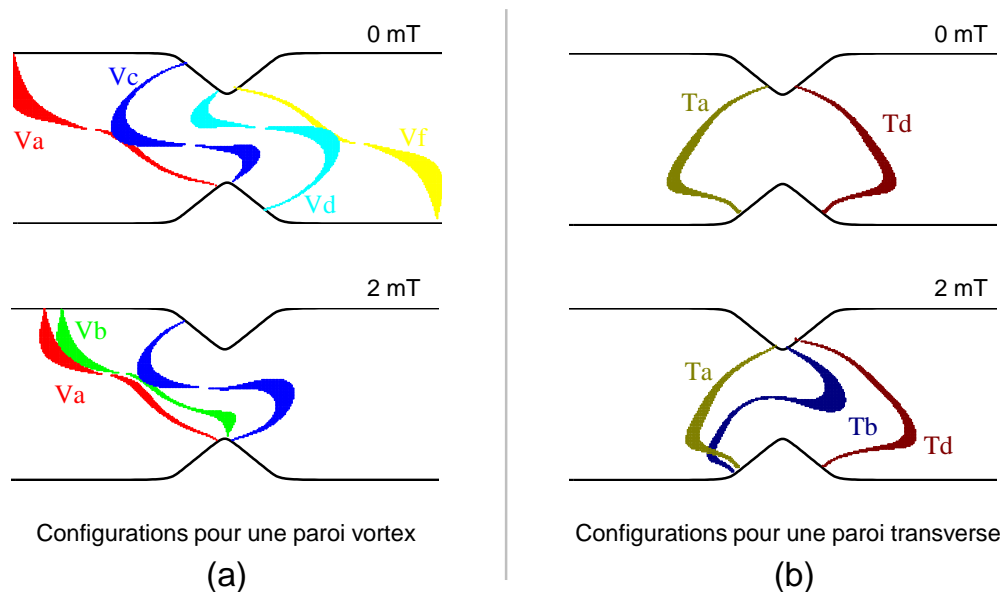 0 mT
Vc
Va
Vf
Vd
2 mT
Vb
Va
Configurations pour une paroi vortex
(a)
0 mT
Ta
Td
2 mT
Ta
Tb
Td
Configurations pour une paroi transverse
(b)